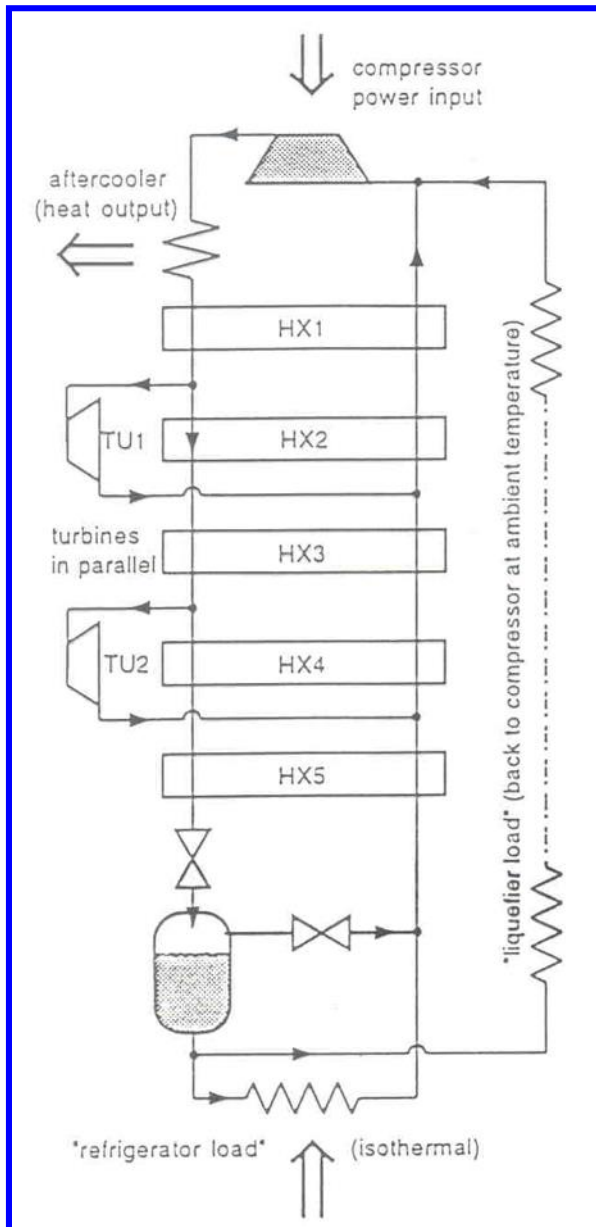 compressor
power input
aftercooler
(heat output)
HX1
TU1
HX2
turbines
in parallel
HX3
TU2
HX4
HX5
"liquefier load" (back to compressor at ambient temperature)
"refrigerator load"
(isothermal)